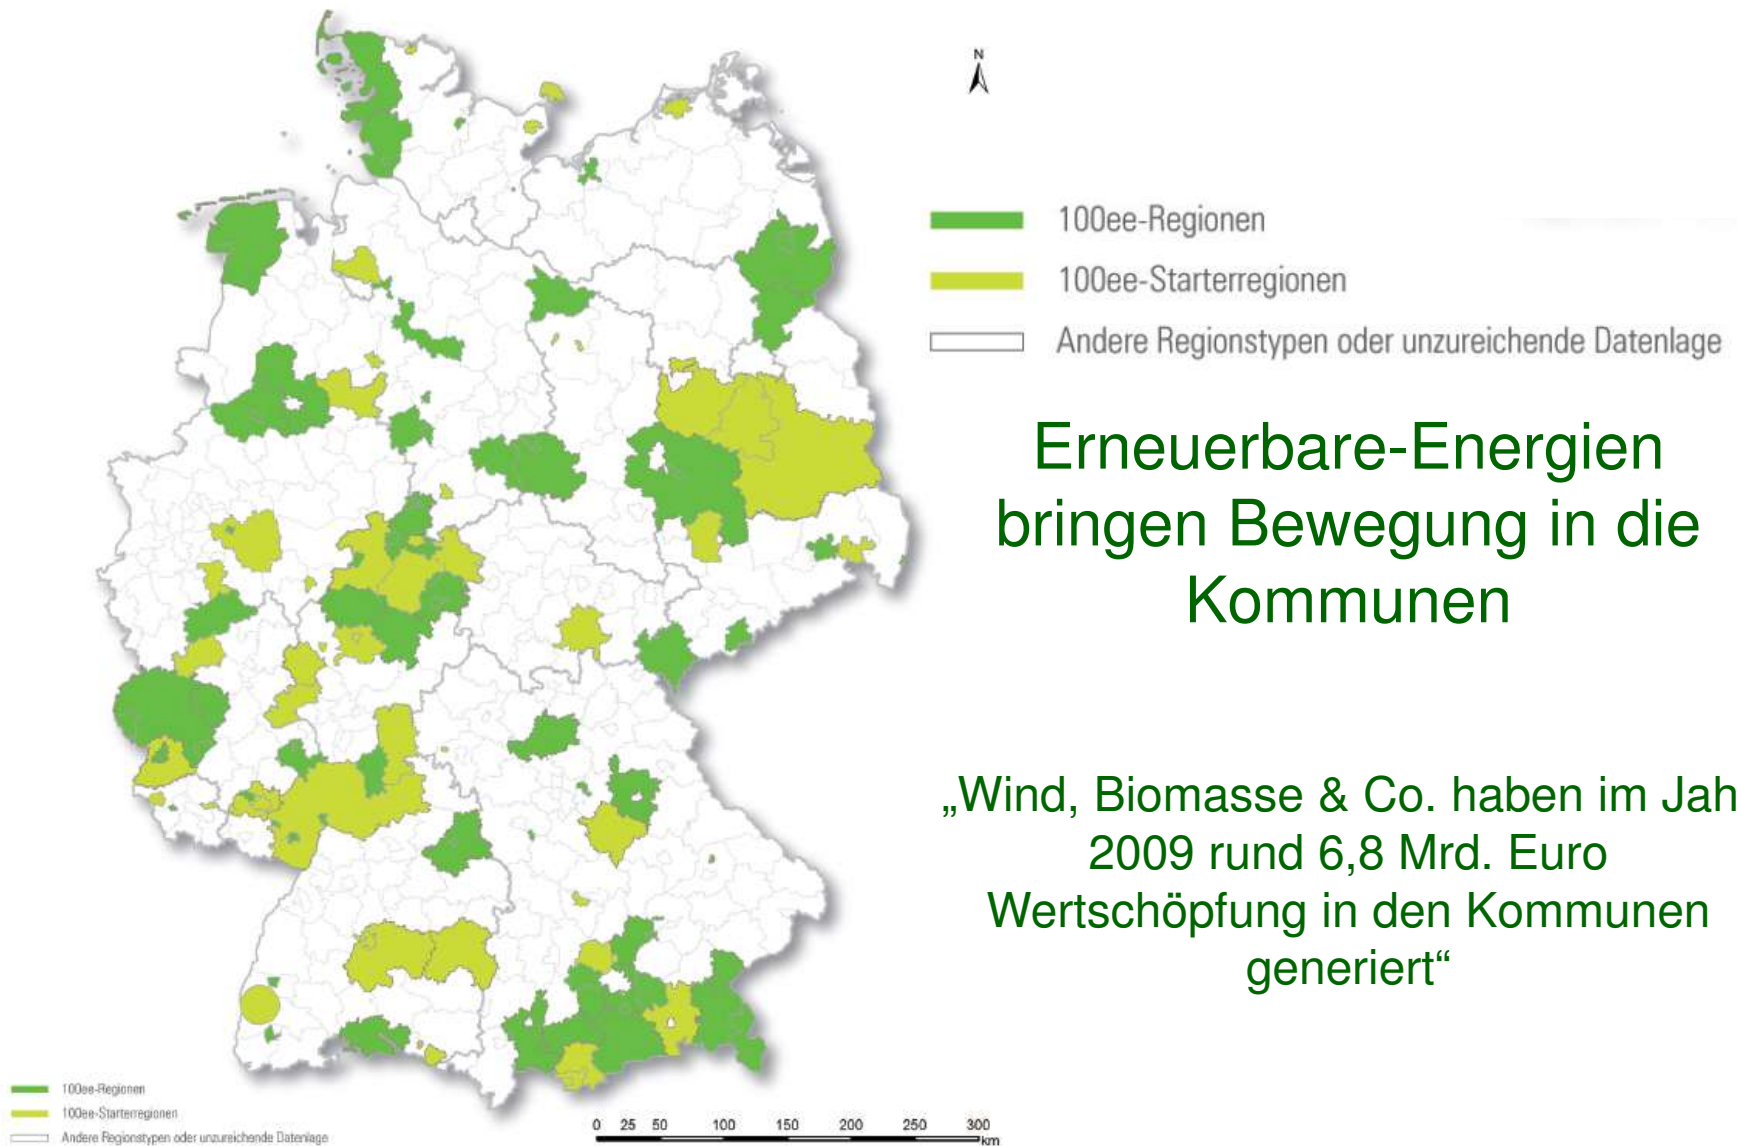 N
100ee-Regionen
100ee-Starterregionen
Andere Regionstypen oder unzureichende Datenlage
Erneuerbare-Energien
bringen Bewegung in die
Kommunen
„Wind, Biomasse & Co. haben im Jah
2009 rund 6,8 Mrd. Euro
Wertschöpfung in den Kommunen
generiert“
100ee-Regionen
100ee-Starterregionen
Andere Regionstypen oder unzureichende Datenlage
0 25 50 100 150 200 250 300
km